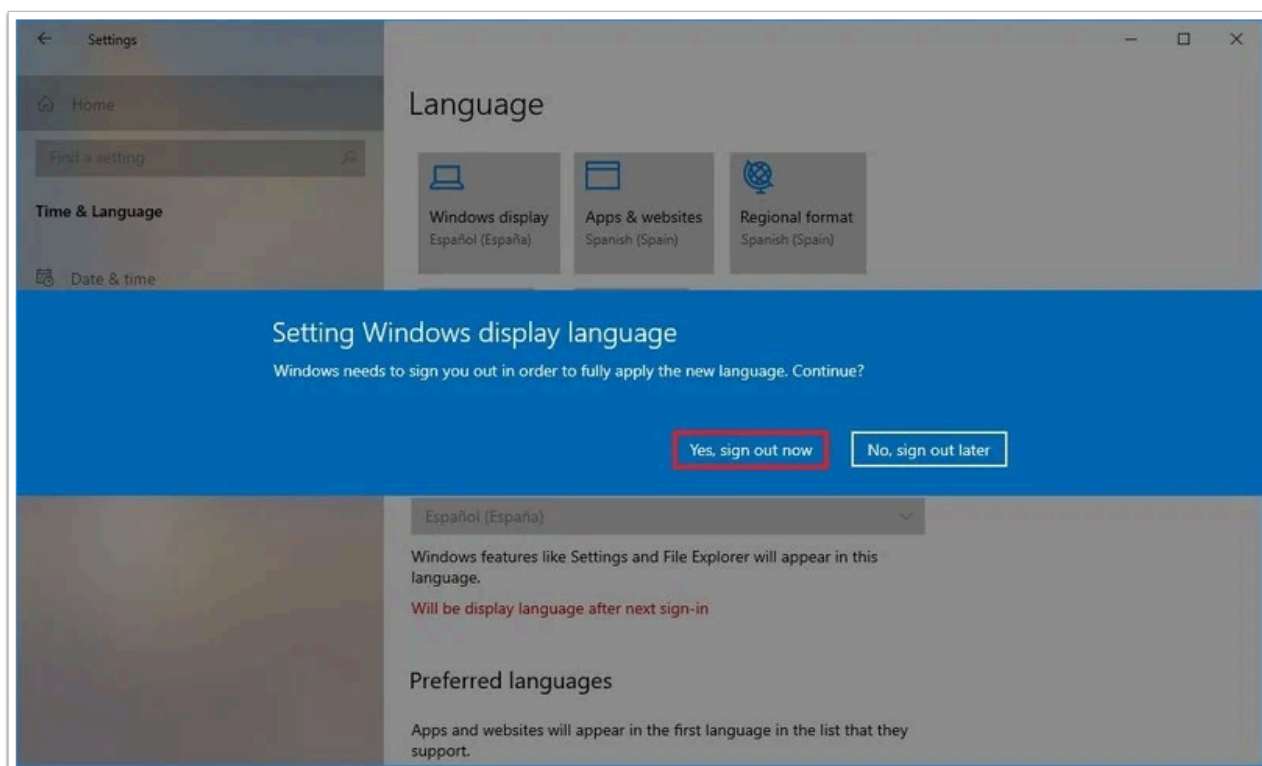 Settings
Home
Find a setting
Time & Language
Date & time
Language
Windows display
Español (España)
Apps & websites
Spanish (Spain)
Regional format
Spanish (Spain)
Setting Windows display language
Windows needs to sign you out in order to fully apply the new language. Continue?
Yes, sign out now
No, sign out later
Español (España)
Windows features like Settings and File Explorer will appear in this
language.
Will be display language after next sign-in
Preferred languages
Apps and websites will appear in the first language in the list that they
support.